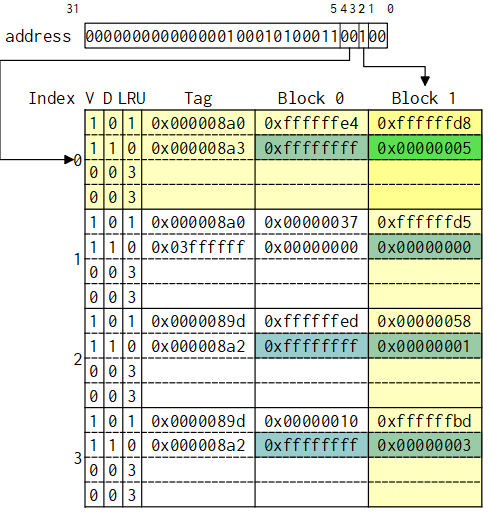 31 5 4 3 2 1 0
address 00000000000000010001010001100100
Index V D LRU Tag Block 0 Block 1
1 0 1 0x000008a0 0xffffffe4 0xffffffd8
1 1 0 0x000008a3 0xffffffff 0x00000005
0
0 0 3
0 0 3
1 0 1 0x000008a0 0x00000037 0xffffffd5
1 1 0 0x03ffffff 0x00000000 0x00000000
1
0 0 3
0 0 3
1 0 1 0x0000089d 0xffffffed 0x00000058
1 1 0 0x000008a2 0xffffffff 0x00000001
2
0 0 3
0 0 3
1 0 1 0x0000089d 0x00000010 0xffffffbd
1 1 0 0x000008a2 0xffffffff 0x00000003
3
0 0 3
0 0 3